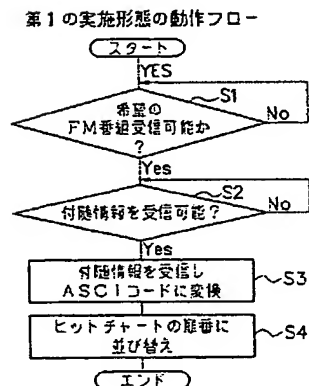 第1の実施形態の動作フロー
スタート
YES
S1
希望の
FM番組受信可能か
?
No
Yes
S2
付随情報を受信可能?
No
Yes
付随情報を受信し
ASCIコードに変換
S3
ヒットチャートの順番に
並び替え
S4
エンド